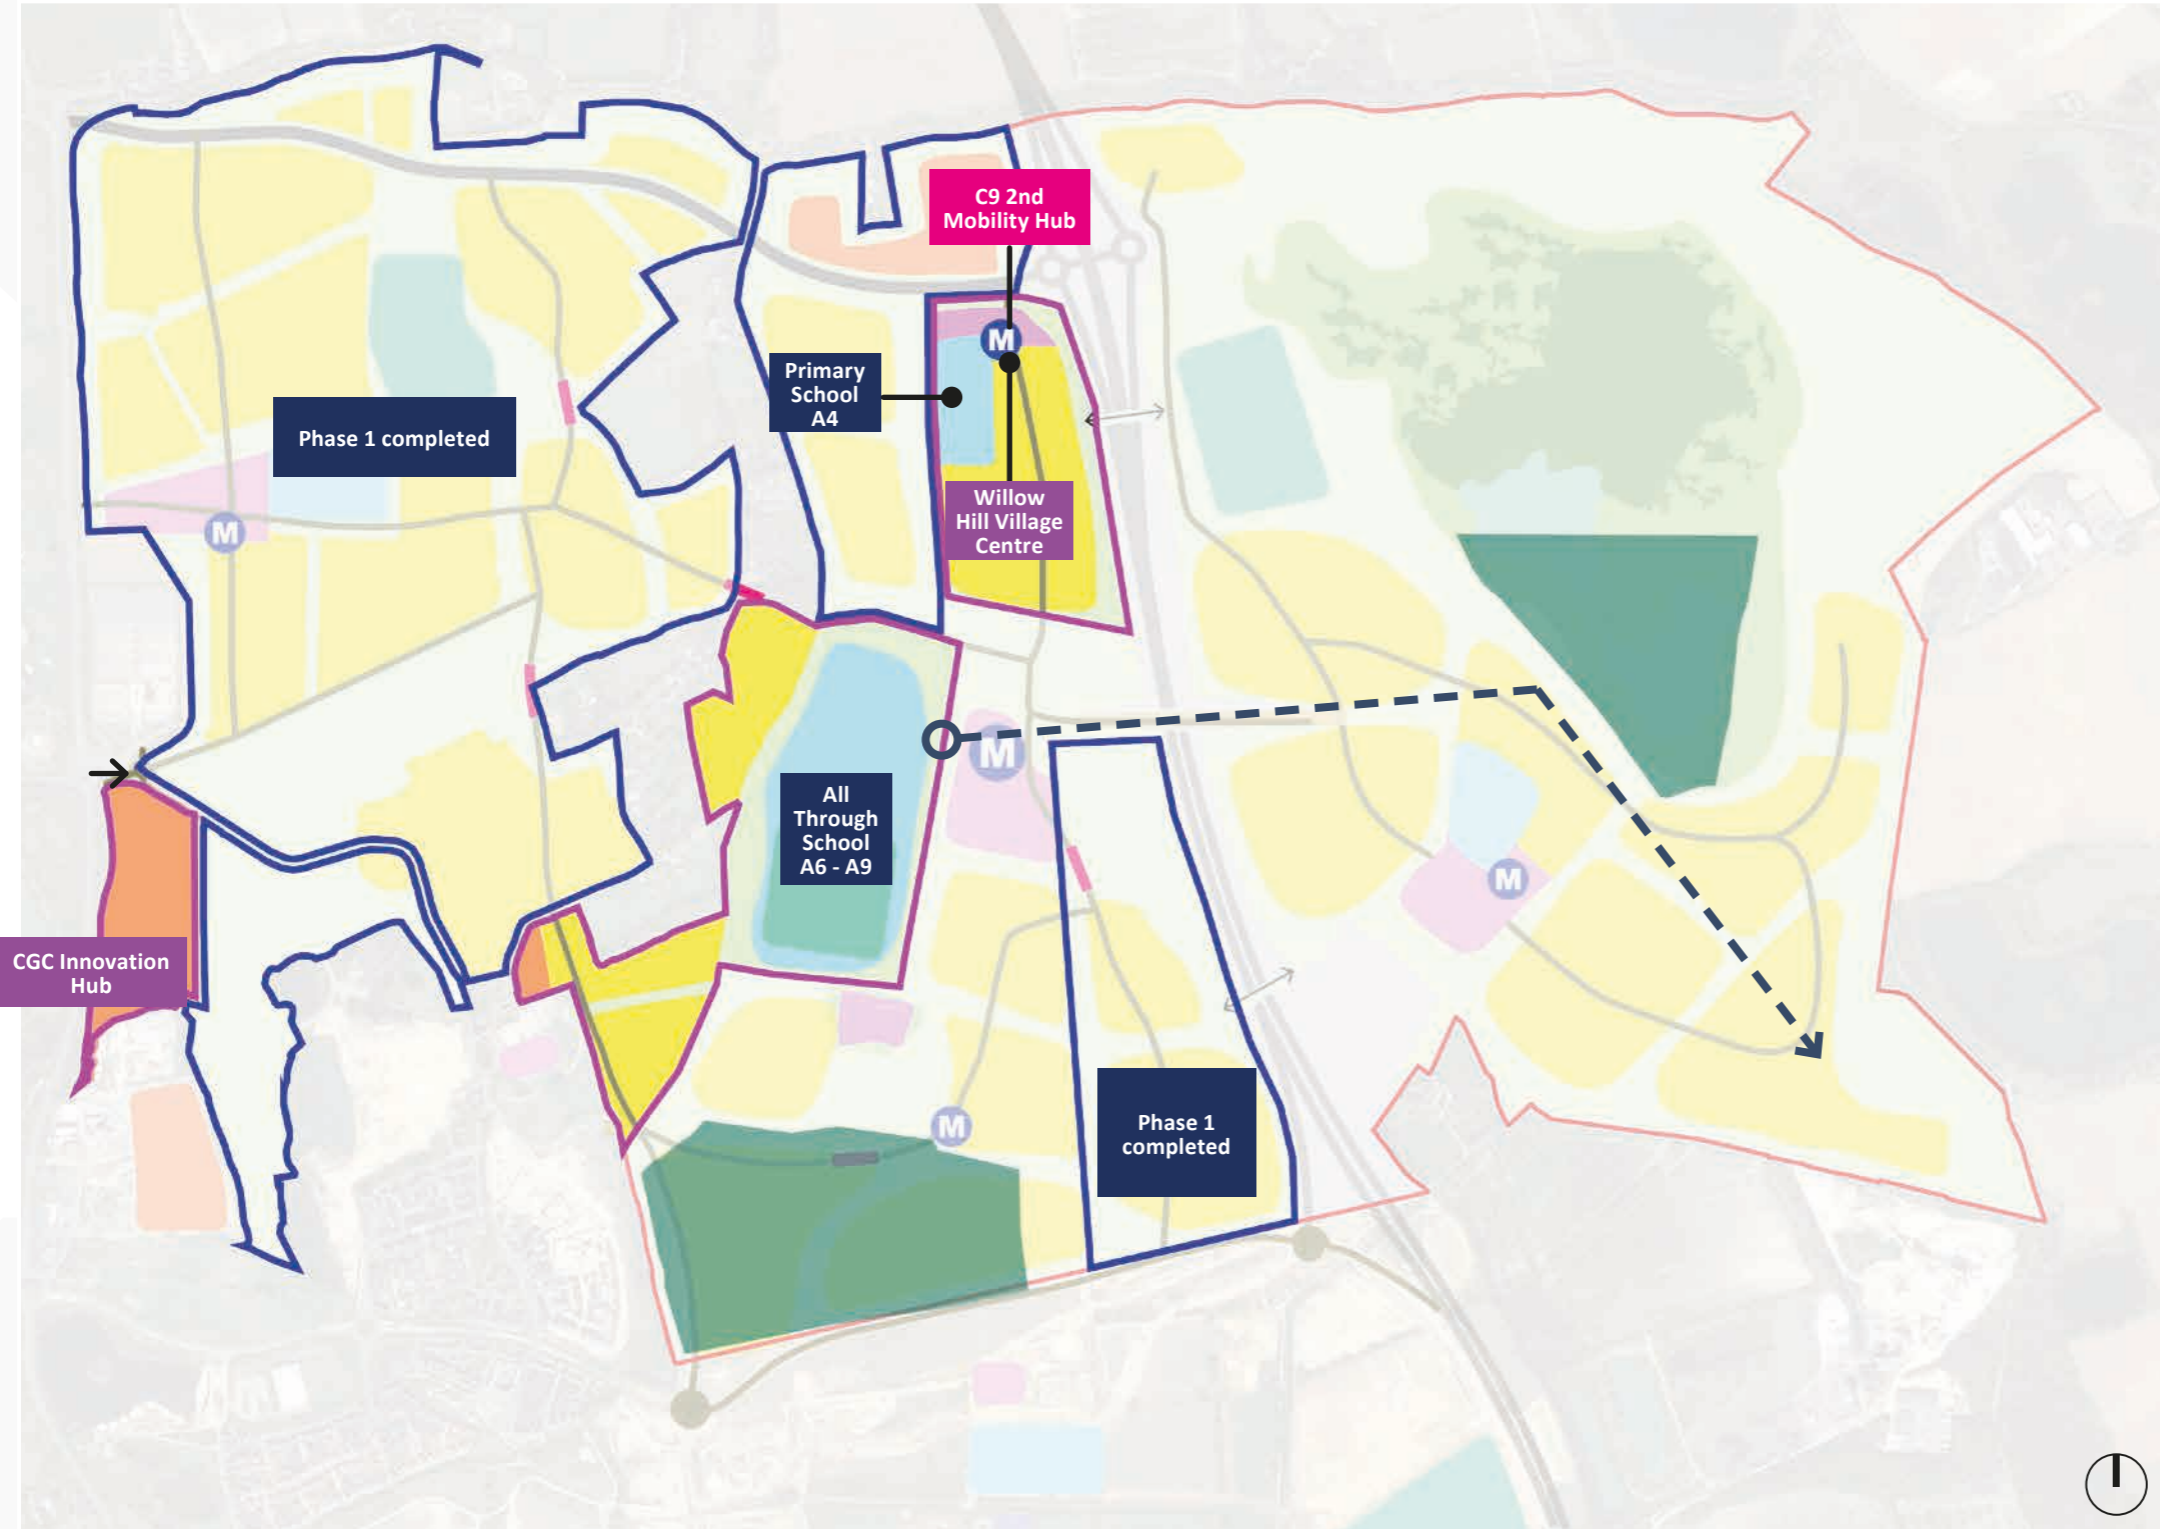 C9 2nd
Mobility Hub
M
Primary
School
A4
Phase 1 completed
Willow
Hill Village
Centre
M
M
All
Through
School
A6 - A9
M
CGC Innovation
Hub
M
Phase 1
completed